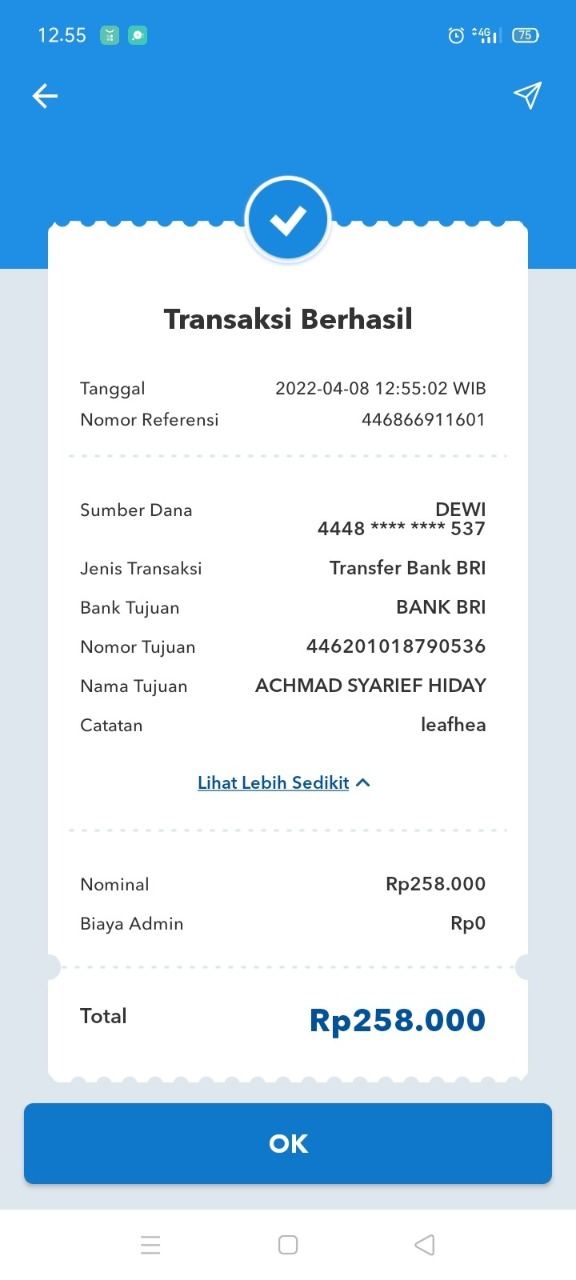 12.55
4G
75
Transaksi Berhasil
Tanggal 2022-04-08 12:55:02 WIB
Nomor Referensi 446866911601
Sumber Dana DEWI
4448 **** **** 537
Jenis Transaksi Transfer Bank BRI
Bank Tujuan BANK BRI
Nomor Tujuan 446201018790536
Nama Tujuan ACHMAD SYARIEF HIDAY
Catatan leafhea
Lihat Lebih Sedikit
Nominal Rp258.000
Biaya Admin Rp0
Total Rp258.000
OK